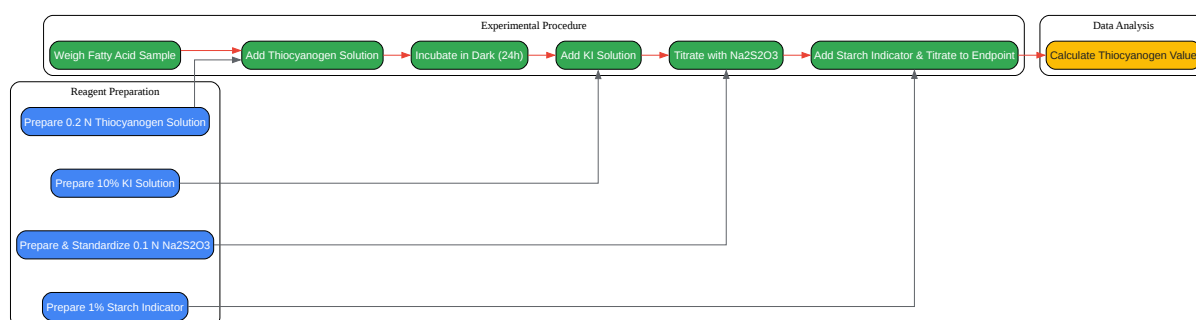 Experimental Procedure
Data Analysis
Weigh Fatty Acid Sample
Add Thiocyanogen Solution
Incubate in Dark (24h)
Add KI Solution
Titrate with Na2S2O3
Add Starch Indicator & Titrate to Endpoint
Calculate Thiocyanogen Value
Reagent Preparation
Prepare 0.2 N Thiocyanogen Solution
Prepare 10% KI Solution
Prepare & Standardize 0.1 N Na2S2O3
Prepare 1% Starch Indicator